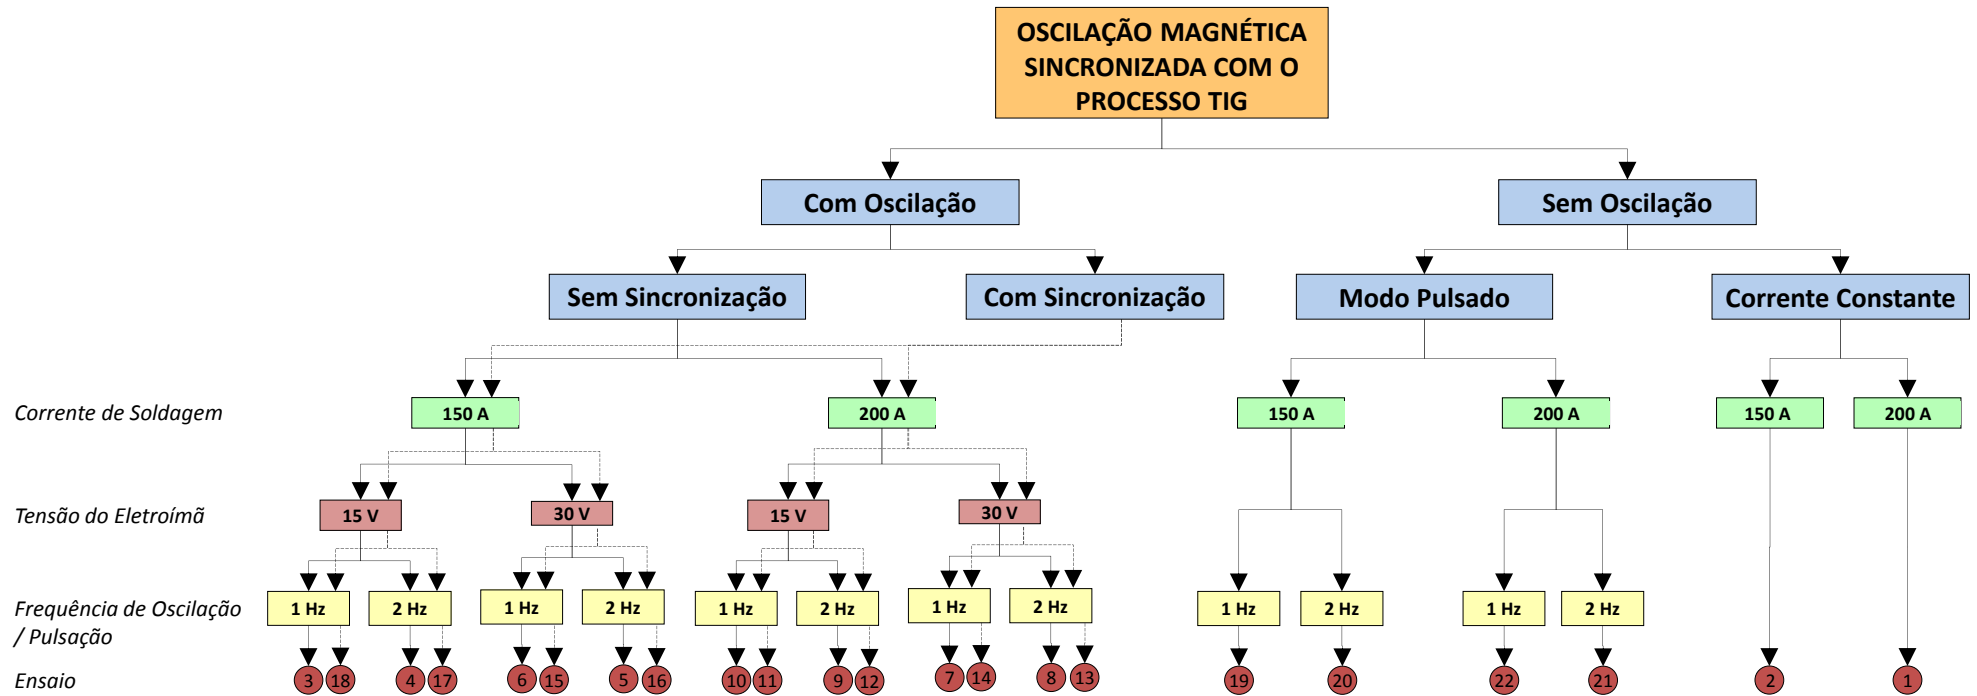 OSCILAÇÃO MAGNÉTICA
SINCRONIZADA COM O
PROCESSO TIG
Com Oscilação
Sem Oscilação
Sem Sincronização
Com Sincronização
Modo Pulsado
Corrente Constante
Corrente de Soldagem
150 A
200 A
150 A
200 A
150 A
200 A
Tensão do Eletroímã
15 V
30 V
15 V
30 V
Frequência de Oscilação
/ Pulsação
1 Hz
2 Hz
1 Hz
2 Hz
1 Hz
2 Hz
1 Hz
2 Hz
1 Hz
2 Hz
1 Hz
2 Hz
Ensaio
3
18
4
17
6
15
5
16
10
11
9
12
7
14
8
13
19
20
22
21
2
1